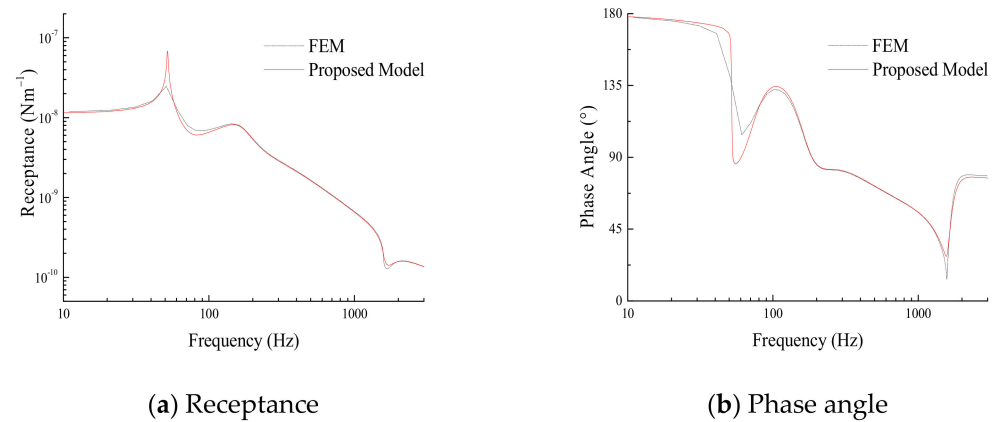 10⁻⁷
10⁻⁸
10⁻⁹
10⁻¹⁰
Receptance (Nm⁻¹)
FEM
Proposed Model
10 100 1000
Frequency (Hz)
(a) Receptance
180
135
90
45
0
Phase Angle (°)
FEM
Proposed Model
10 100 1000
Frequency (Hz)
(b) Phase angle